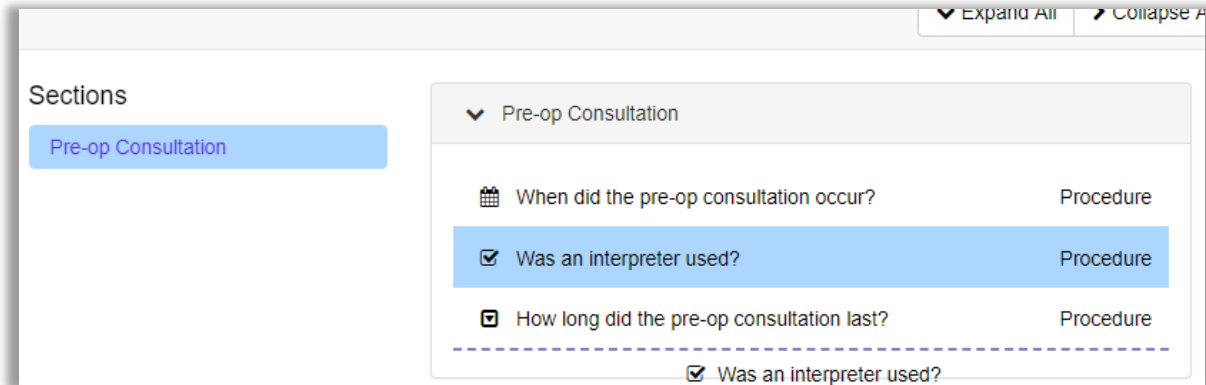 Expand All Collapse A
Sections
Pre-op Consultation
Pre-op Consultation
When did the pre-op consultation occur? Procedure
Was an interpreter used? Procedure
How long did the pre-op consultation last? Procedure
Was an interpreter used?